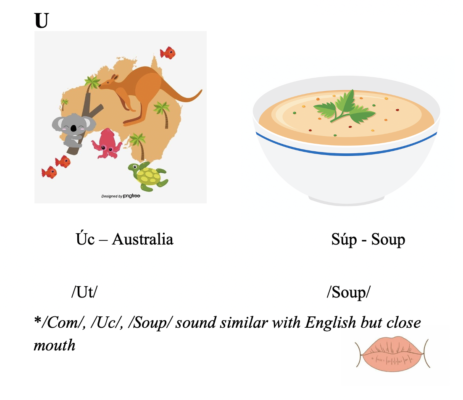 U
designed by pngtree
Úc – Australia
Súp - Soup
/Ut/
/Soup/
*/Com/, /Uc/, /Soup/ sound similar with English but close
mouth